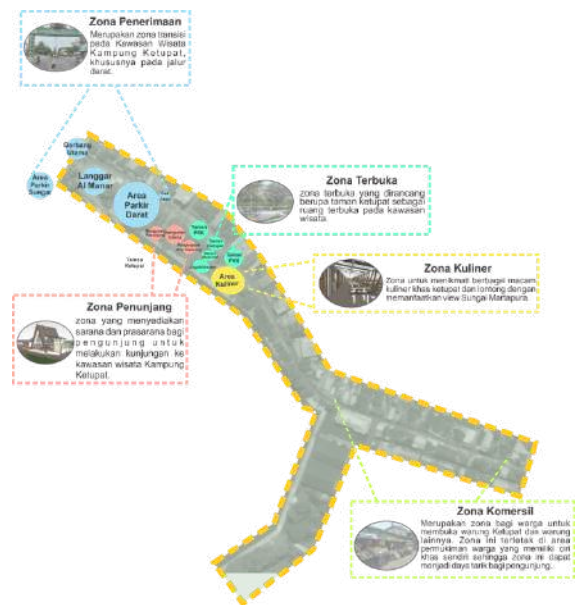 Zona Penerimaan
Merupakan zona transisi
pada Kawasan Wisata
Kampung Ketupat,
khususnya pada jalur
darat.
Gerbang
Utama
Area
Parkir
Sungai
Langgar
Al Manar
Area
Parkir
Darat
Zona Terbuka
zona terbuka yang dirancang
berupa taman ketupat sebagai
ruang terbuka pada kawasan
wisata.
Area
Kuliner
Zona Kuliner
Zona untuk menikmati berbagai macam
kuliner khas ketupat dan lontong dengan
memanfaatkan view Sungai Martapura.
Zona Penunjang
zona yang menyediakan
sarana dan prasarana bagi
pengunjung untuk
melakukan kunjungan ke
kawasan wisata Kampung
Ketupat.
Zona Komersil
Merupakan zona bagi warga untuk
membuka warung Ketupat dan warung
lainnya. Zona ini terletak di area
permukiman warga yang memiliki ciri
khas sendiri sehingga zona ini dapat
menjadi daya tarik bagi pengunjung.